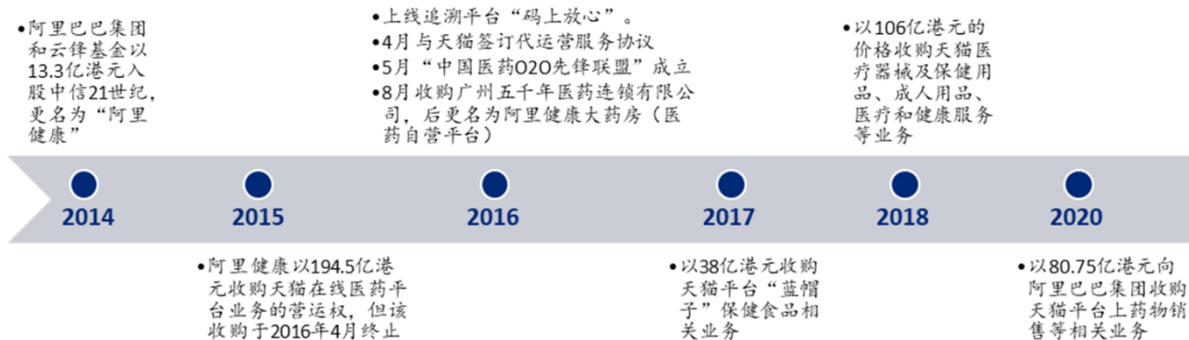 •阿里巴巴集团
和云锋基金以
13.3亿港元入
股中信21世纪，
更名为“阿里
健康”
•上线追溯平台“码上放心”。
•4月与天猫签订代运营服务协议
•5月“中国医药O2O先锋联盟”成立
•8月收购广州五千年医药连锁有限公
司，后更名为阿里健康大药房（医
药自营平台）
•以106亿港元的
价格收购天猫医
疗器械及保健用
品、成人用品、
医疗和健康服务
等业务
2014
2015
2016
2017
2018
2020
•阿里健康以194.5亿港
元收购天猫在线医药平
台业务的营运权，但该
收购于2016年4月终止
•以38亿港元收购
天猫平台“蓝帽
子”保健食品相
关业务
•以80.75亿港元向
阿里巴巴集团收购
天猫平台上药物销
售等相关业务